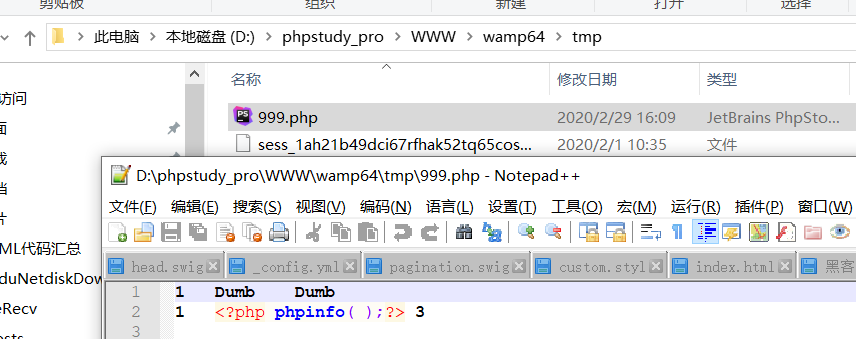 剪贴板 组织 新建 打开 选择
此电脑 本地磁盘 (D:) phpstudy_pro WWW wamp64 tmp
名称 修改日期 类型
访问
999.php 2020/2/29 16:09 JetBrains PhpSto...
面
sess_1ah21b49dci67rfhak52tq65cos... 2020/2/1 10:35 文件
D:\phpstudy_pro\WWW\wamp64\tmp\999.php - Notepad++
文件(F) 编辑(E) 搜索(S) 视图(V) 编码(N) 语言(L) 设置(T) 工具(O) 宏(M) 运行(R) 插件(P) 窗口(W)
当
片
ML代码汇总
head.swig _config.yml pagination.swig custom.styl index.html 黑客
duNetdiskDow
1 1 Dumb Dumb
eRecv
2 1 <?php phpinfo( );?> 3
3
osts